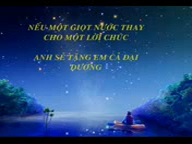 NẾU MỘT GIỌT NƯỚC THAY
CHO MỘT LỜI CHÚC
ANH SẼ TẶNG EM CẢ ĐẠI
DƯƠNG